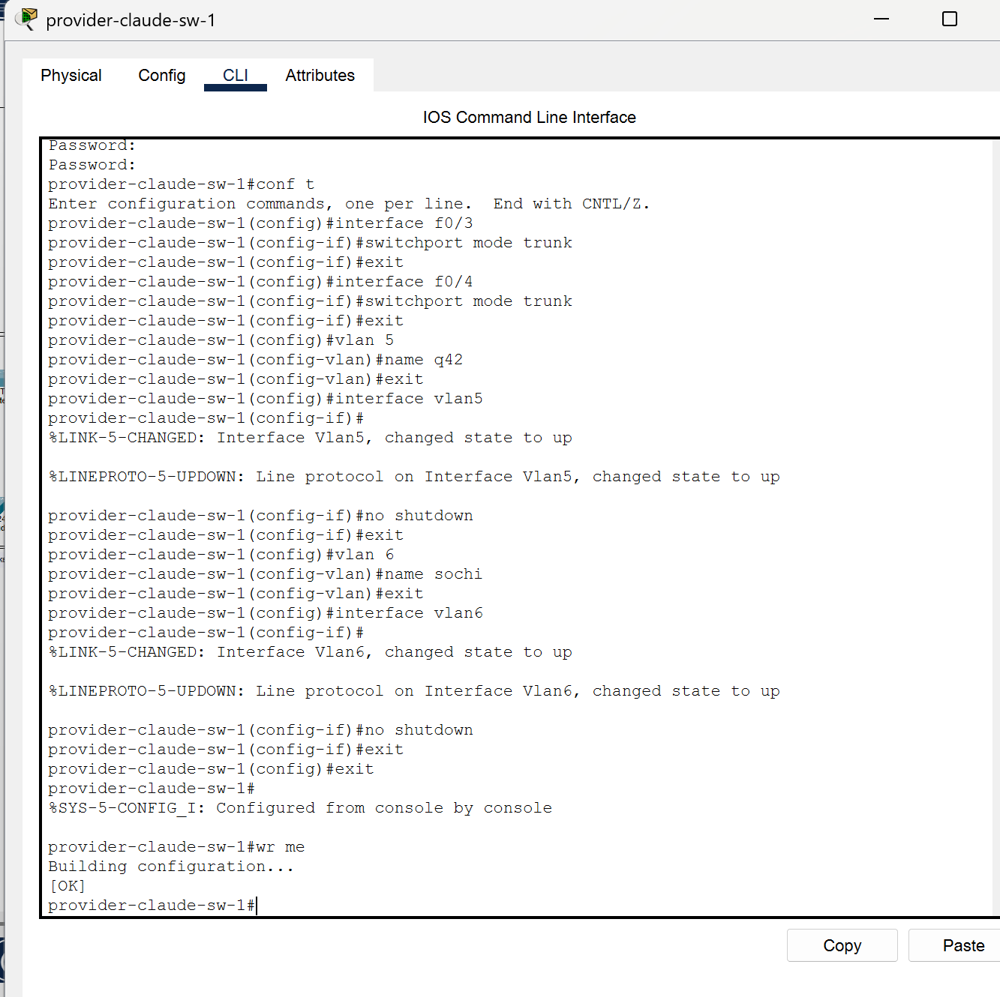 provider-claude-sw-1
Physical Config CLI Attributes
IOS Command Line Interface
Password:
Password:
provider-claude-sw-1#conf t
Enter configuration commands, one per line.  End with CNTL/Z.
provider-claude-sw-1(config)#interface f0/3
provider-claude-sw-1(config-if)#switchport mode trunk
provider-claude-sw-1(config-if)#exit
provider-claude-sw-1(config)#interface f0/4
provider-claude-sw-1(config-if)#switchport mode trunk
provider-claude-sw-1(config-if)#exit
provider-claude-sw-1(config)#vlan 5
provider-claude-sw-1(config-vlan)#name q42
provider-claude-sw-1(config-vlan)#exit
provider-claude-sw-1(config)#interface vlan5
provider-claude-sw-1(config-if)#
%LINK-5-CHANGED: Interface Vlan5, changed state to up
%LINEPROTO-5-UPDOWN: Line protocol on Interface Vlan5, changed state to up
provider-claude-sw-1(config-if)#no shutdown
provider-claude-sw-1(config-if)#exit
provider-claude-sw-1(config)#vlan 6
provider-claude-sw-1(config-vlan)#name sochi
provider-claude-sw-1(config-vlan)#exit
provider-claude-sw-1(config)#interface vlan6
provider-claude-sw-1(config-if)#
%LINK-5-CHANGED: Interface Vlan6, changed state to up
%LINEPROTO-5-UPDOWN: Line protocol on Interface Vlan6, changed state to up
provider-claude-sw-1(config-if)#no shutdown
provider-claude-sw-1(config-if)#exit
provider-claude-sw-1(config)#exit
provider-claude-sw-1#
%SYS-5-CONFIG_I: Configured from console by console
provider-claude-sw-1#wr me
Building configuration...
[OK]
provider-claude-sw-1#
Copy Paste